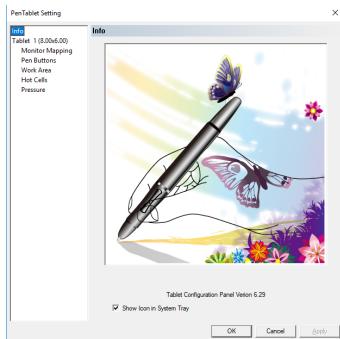 PenTablet Setting
Info
Tablet 1 (8.00x6.00)
Monitor Mapping
Pen Buttons
Work Area
Hot Cells
Pressure
Info
Tablet Configuration Panel Verion 6.29
Show Icon in System Tray
OK
Cancel
Apply